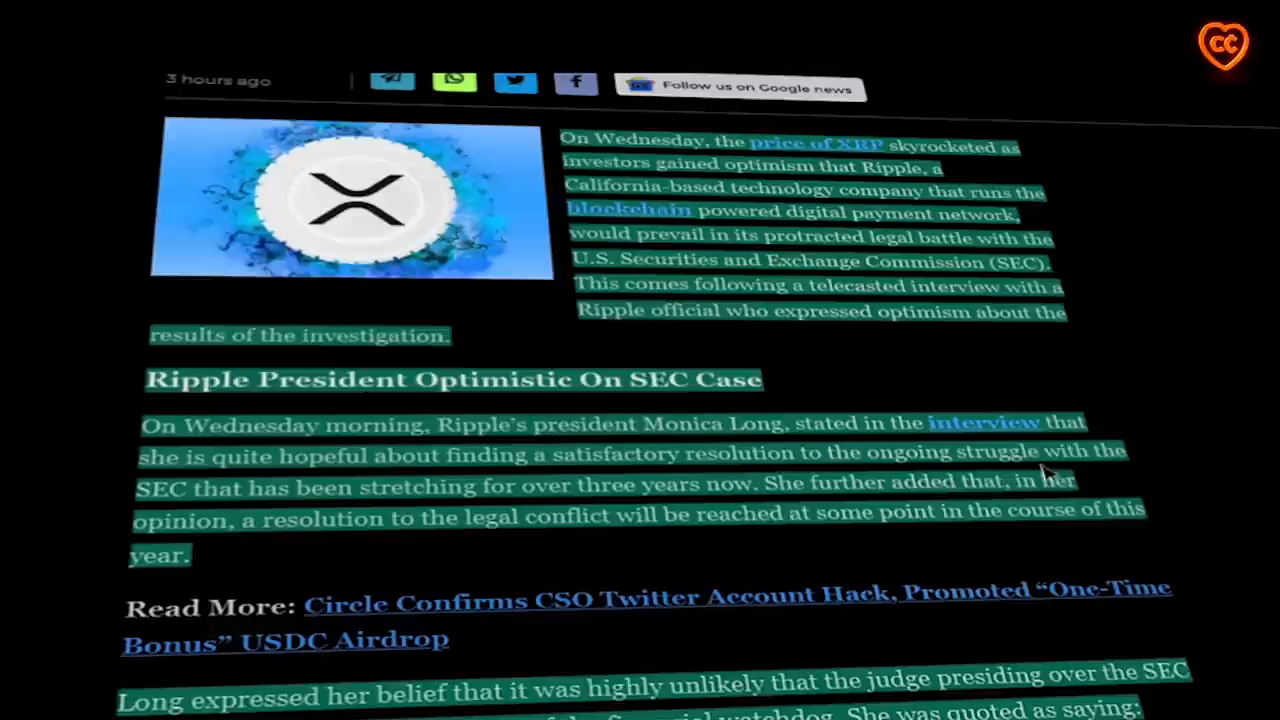 CC
3 hours ago
Follow us on Google news
On Wednesday, the price of XRP skyrocketed as
investors gained optimism that Ripple, a
California-based technology company that runs the
blockchain powered digital payment network,
would prevail in its protracted legal battle with the
U.S. Securities and Exchange Commission (SEC).
This comes following a telecasted interview with a
Ripple official who expressed optimism about the
results of the investigation.
Ripple President Optimistic On SEC Case
On Wednesday morning, Ripple's president Monica Long, stated in the interview that
she is quite hopeful about finding a satisfactory resolution to the ongoing struggle with the
SEC that has been stretching for over three years now. She further added that, in her
opinion, a resolution to the legal conflict will be reached at some point in the course of this
year.
Read More: Circle Confirms CSO Twitter Account Hack, Promoted “One-Time
Bonus” USDC Airdrop
Long expressed her belief that it was highly unlikely that the judge presiding over the SEC
watchdog. She was quoted as saying: